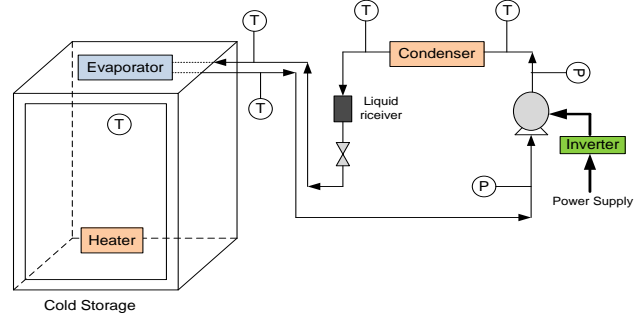 T
T
T
Evaporator
Condenser
P
T
T
Liquid
riceiver
Inverter
P
Power Supply
Heater
Cold Storage